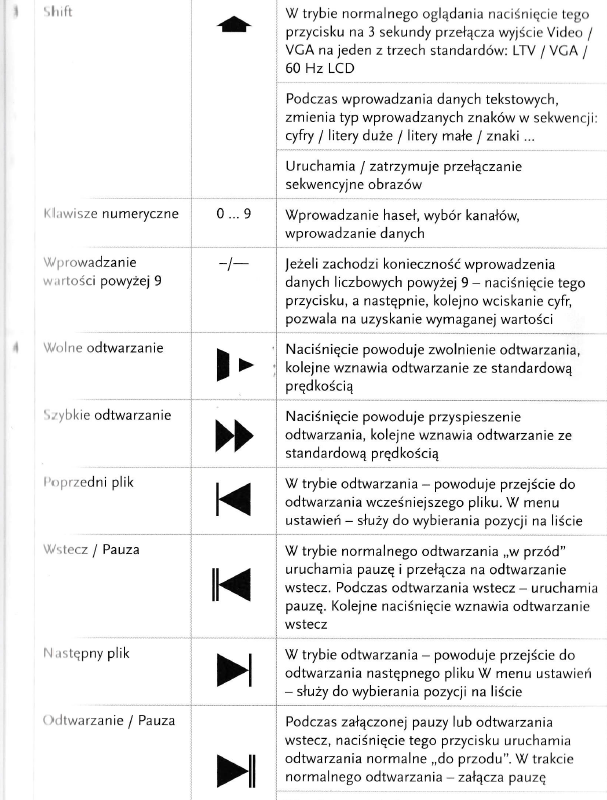 3 Shift
W trybie normalnego oglądania naciśnięcie tego
przycisku na 3 sekundy przełącza wyjście Video /
VGA na jeden z trzech standardów: LTV / VGA /
60 Hz LCD
Podczas wprowadzania danych tekstowych,
zmienia typ wprowadzanych znaków w sekwencji:
cyfry / litery duże / litery małe / znaki ...
Uruchamia / zatrzymuje przełączanie
sekwencyjne obrazów
Klawisze numeryczne
0 ... 9
Wprowadzanie haseł, wybór kanałów,
wprowadzanie danych
Wprowadzanie
wartości powyżej 9
–/––
Jeżeli zachodzi konieczność wprowadzenia
danych liczbowych powyżej 9 – naciśnięcie tego
przycisku, a następnie, kolejno wciskanie cyfr,
pozwala na uzyskanie wymaganej wartości
4 Wolne odtwarzanie
Naciśnięcie powoduje zwolnienie odtwarzania,
kolejne wznawia odtwarzanie ze standardową
prędkością
Szybkie odtwarzanie
Naciśnięcie powoduje przyspieszenie
odtwarzania, kolejne wznawia odtwarzanie ze
standardową prędkością
Poprzedni plik
W trybie odtwarzania – powoduje przejście do
odtwarzania wcześniejszego pliku. W menu
ustawień – służy do wybierania pozycji na liście
Wstecz / Pauza
W trybie normalnego odtwarzania „w przód”
uruchamia pauzę i przełącza na odtwarzanie
wstecz. Podczas odtwarzania wstecz – uruchamia
pauzę. Kolejne naciśnięcie wznawia odtwarzanie
wstecz
Następny plik
W trybie odtwarzania – powoduje przejście do
odtwarzania następnego pliku W menu ustawień
– służy do wybierania pozycji na liście
Odtwarzanie / Pauza
Podczas załączonej pauzy lub odtwarzania
wstecz, naciśnięcie tego przycisku uruchamia
odtwarzanie normalne „do przodu”. W trakcie
normalnego odtwarzania – załącza pauzę